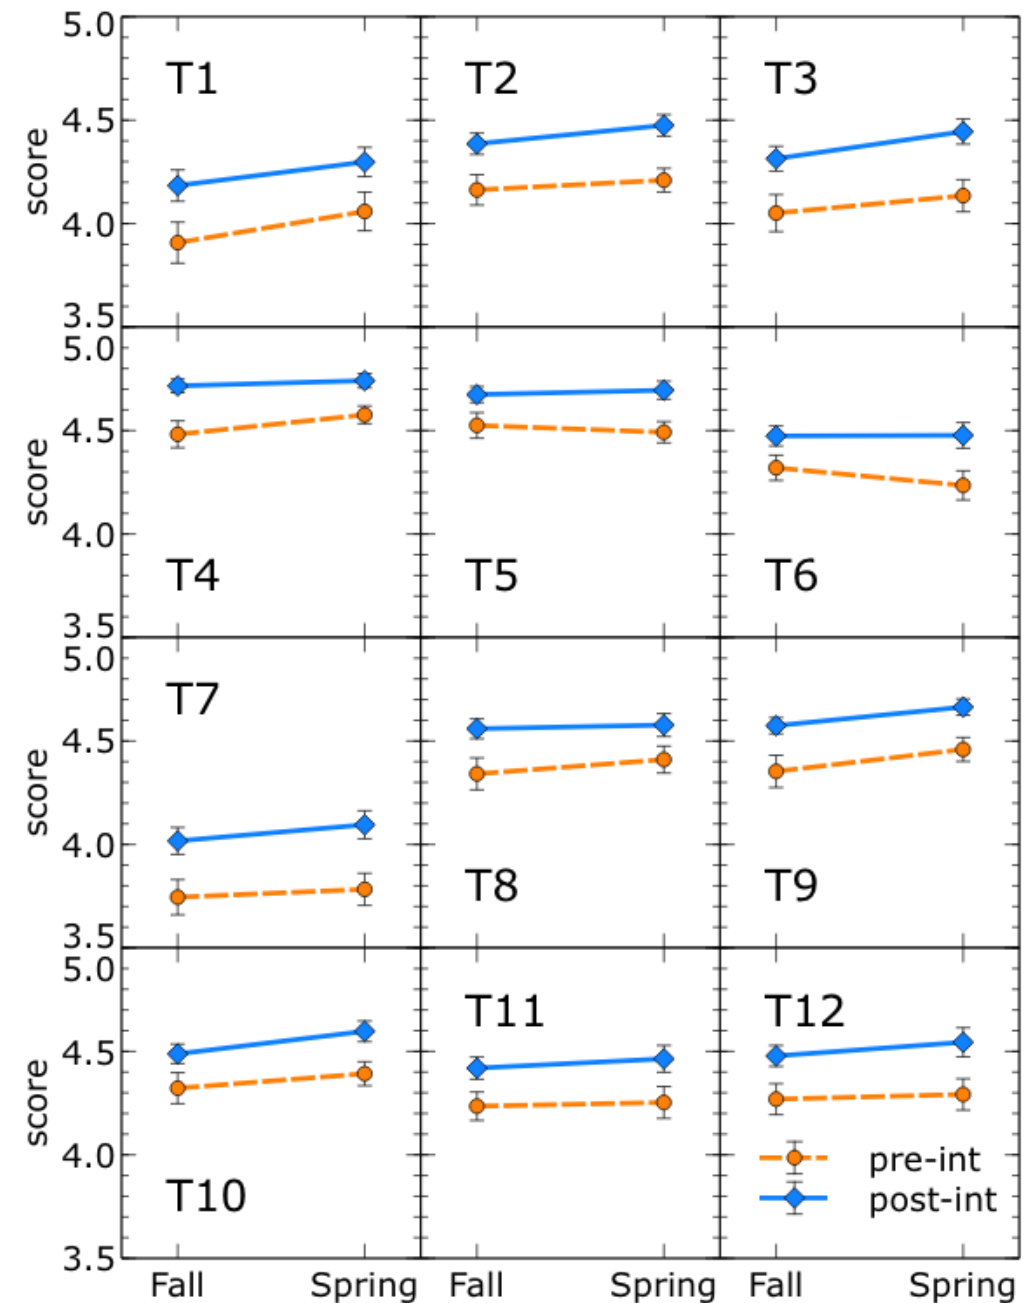 5.0
T1
T2
T3
4.5
score
4.0
3.5
5.0
4.5
score
4.0
T4
T5
T6
3.5
5.0
T7
4.5
score
4.0
T8
T9
3.5
5.0
T11
T12
4.5
score
4.0
pre-int
T10
post-int
3.5
Fall Spring Fall Spring Fall Spring